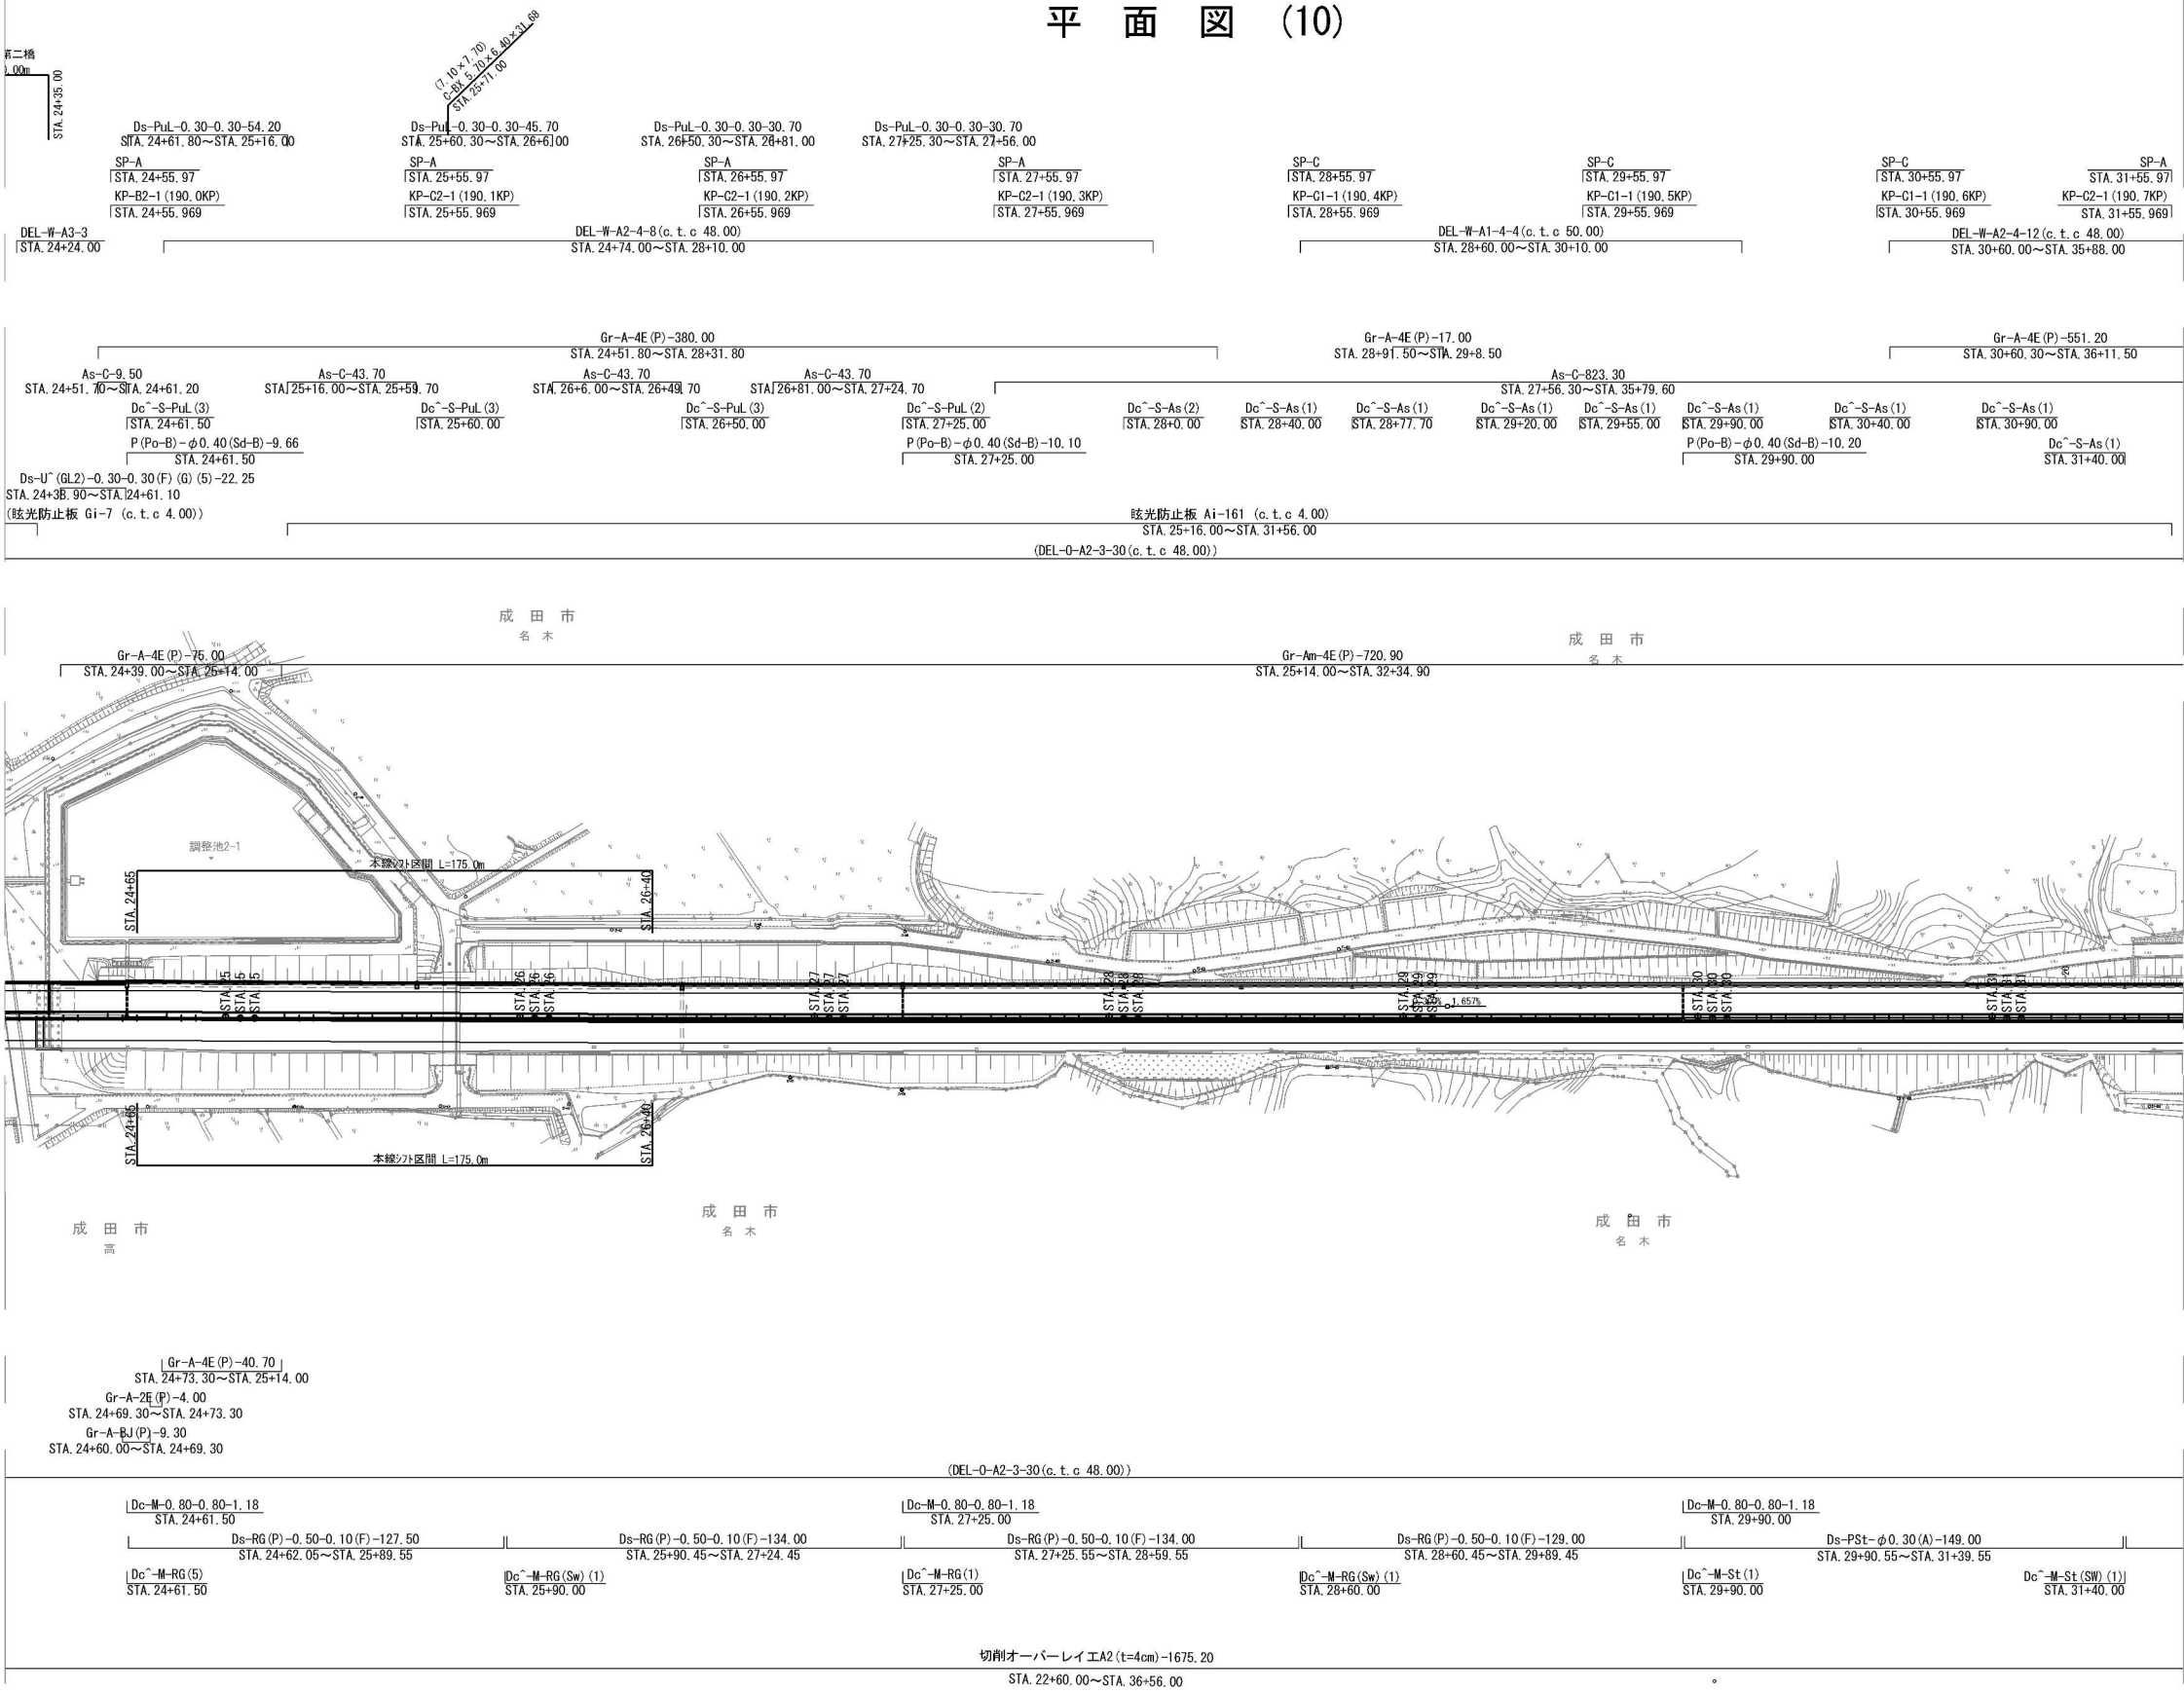 平 面 図 (10)
第二橋
STA. 24+35.00
(7.10×7.70)
C-BX 5.70×6.40×31.68
STA. 25+71.00
Ds-PuL-0.30-0.30-54.20
STA. 24+61.80～STA. 25+16.00
Ds-PuL-0.30-0.30-45.70
STA. 25+60.30～STA. 26+6.00
Ds-PuL-0.30-0.30-30.70
STA. 26+50.30～STA. 26+81.00
Ds-PuL-0.30-0.30-30.70
STA. 27+25.30～STA. 27+56.00
SP-A
STA. 24+55.97
SP-A
STA. 25+55.97
SP-A
STA. 26+55.97
SP-A
STA. 27+55.97
SP-C
STA. 28+55.97
SP-C
STA. 29+55.97
SP-C
STA. 30+55.97
SP-A
STA. 31+55.97
KP-B2-1(190.0KP)
STA. 24+55.969
KP-C2-1(190.1KP)
STA. 25+55.969
KP-C2-1(190.2KP)
STA. 26+55.969
KP-C2-1(190.3KP)
STA. 27+55.969
KP-C1-1(190.4KP)
STA. 28+55.969
KP-C1-1(190.5KP)
STA. 29+55.969
KP-C1-1(190.6KP)
STA. 30+55.969
KP-C2-1(190.7KP)
STA. 31+55.969
DEL-W-A3-3
STA. 24+24.00
DEL-W-A2-4-8(c.t.c 48.00)
STA. 24+74.00～STA. 28+10.00
DEL-W-A1-4-4(c.t.c 50.00)
STA. 28+60.00～STA. 30+10.00
DEL-W-A2-4-12(c.t.c 48.00)
STA. 30+60.00～STA. 35+88.00
Gr-A-4E(P)-380.00
STA. 24+51.80～STA. 28+31.80
Gr-A-4E(P)-17.00
STA. 28+91.50～STA. 29+8.50
Gr-A-4E(P)-551.20
STA. 30+60.30～STA. 36+11.50
As-C-9.50
STA. 24+51.70～STA. 24+61.20
As-C-43.70
STA. 25+16.00～STA. 25+59.70
As-C-43.70
STA. 26+6.00～STA. 26+49.70
As-C-43.70
STA. 26+81.00～STA. 27+24.70
As-C-823.30
STA. 27+56.30～STA. 35+79.60
Dc^-S-PuL(3)
STA. 24+61.50
Dc^-S-PuL(3)
STA. 25+60.00
Dc^-S-PuL(3)
STA. 26+50.00
Dc^-S-PuL(2)
STA. 27+25.00
Dc^-S-As(2)
STA. 28+0.00
Dc^-S-As(1)
STA. 28+40.00
Dc^-S-As(1)
STA. 28+77.70
Dc^-S-As(1)
STA. 29+20.00
Dc^-S-As(1)
STA. 29+55.00
Dc^-S-As(1)
STA. 29+90.00
Dc^-S-As(1)
STA. 30+40.00
Dc^-S-As(1)
STA. 30+90.00
P(Po-B)-φ0.40(Sd-B)-9.66
STA. 24+61.50
P(Po-B)-φ0.40(Sd-B)-10.10
STA. 27+25.00
P(Po-B)-φ0.40(Sd-B)-10.20
STA. 29+90.00
Dc^-S-As(1)
STA. 31+40.00
Ds-U^(GL2)-0.30-0.30(F)(G)(5)-22.25
STA. 24+38.90～STA. 24+61.10
(眩光防止板 Gi-7 (c.t.c 4.00))
眩光防止板 Ai-161 (c.t.c 4.00)
STA. 25+16.00～STA. 31+56.00
(DEL-O-A2-3-30(c.t.c 48.00))
成 田 市
名 木
成 田 市
名 木
Gr-A-4E(P)-75.00
STA. 24+39.00～STA. 25+14.00
Gr-Am-4E(P)-720.90
STA. 25+14.00～STA. 32+34.90
調整池2-1
本線シフト区間 L=175.0m
STA. 24+65
STA. 26+40
STA. 25
STA. 26
STA. 27
STA. 28
STA. 29
STA. 30
STA. 31
1.657%
STA. 24+65
STA. 26+40
本線シフト区間 L=175.0m
成 田 市
高
成 田 市
名 木
成 田 市
名 木
Gr-A-4E(P)-40.70
STA. 24+73.30～STA. 25+14.00
Gr-A-2E(P)-4.00
STA. 24+69.30～STA. 24+73.30
Gr-A-BJ(P)-9.30
STA. 24+60.00～STA. 24+69.30
(DEL-O-A2-3-30(c.t.c 48.00))
Dc-M-0.80-0.80-1.18
STA. 24+61.50
Dc-M-0.80-0.80-1.18
STA. 27+25.00
Dc-M-0.80-0.80-1.18
STA. 29+90.00
Ds-RG(P)-0.50-0.10(F)-127.50
STA. 24+62.05～STA. 25+89.55
Ds-RG(P)-0.50-0.10(F)-134.00
STA. 25+90.45～STA. 27+24.45
Ds-RG(P)-0.50-0.10(F)-134.00
STA. 27+25.55～STA. 28+59.55
Ds-RG(P)-0.50-0.10(F)-129.00
STA. 28+60.45～STA. 29+89.45
Ds-PSt-φ0.30(A)-149.00
STA. 29+90.55～STA. 31+39.55
Dc^-M-RG(5)
STA. 24+61.50
Dc^-M-RG(Sw)(1)
STA. 25+90.00
Dc^-M-RG(1)
STA. 27+25.00
Dc^-M-RG(Sw)(1)
STA. 28+60.00
Dc^-M-St(1)
STA. 29+90.00
Dc^-M-St(SW)(1)
STA. 31+40.00
切削オーバーレイ工A2(t=4cm)-1675.20
STA. 22+60.00～STA. 36+56.00